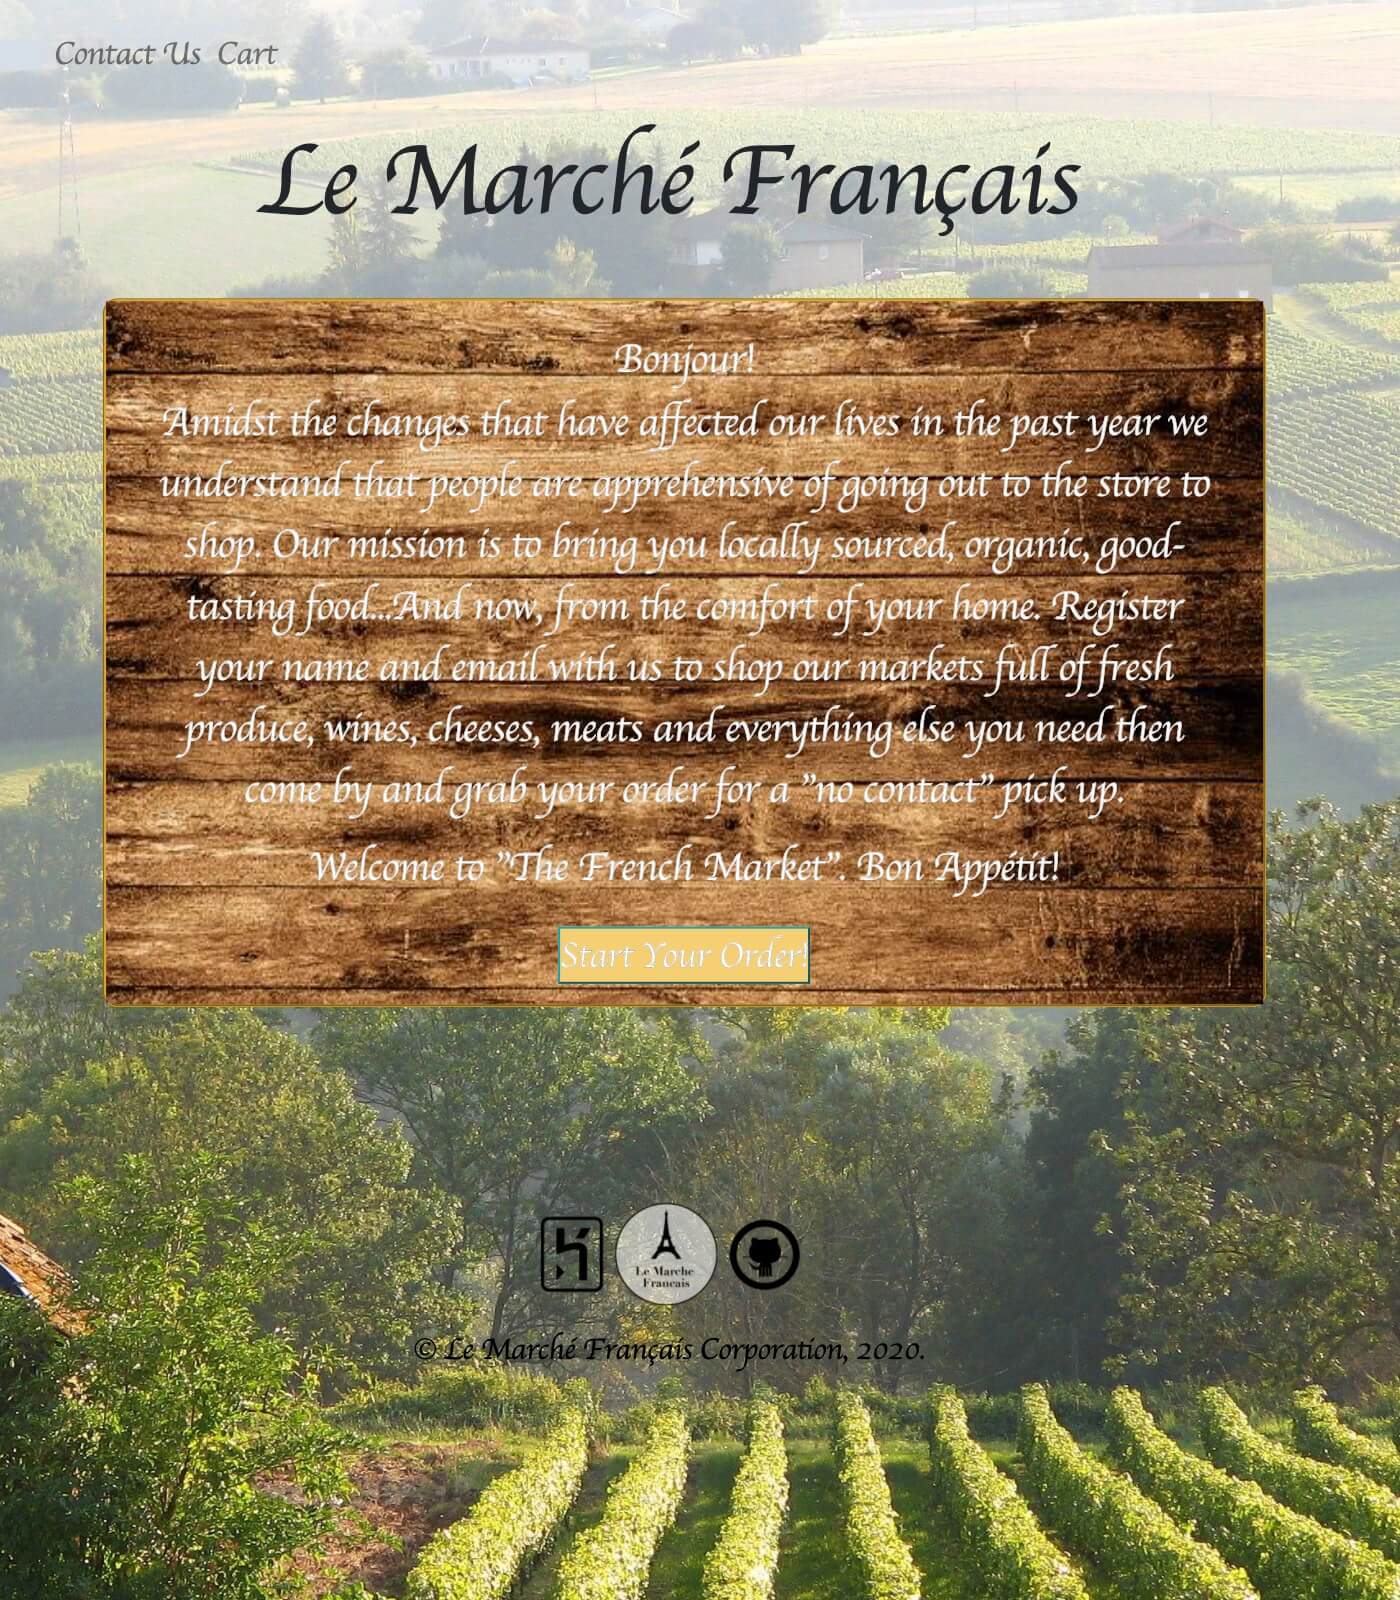 Contact Us Cart
Le Marché Français
Bonjour!
Amidst the changes that have affected our lives in the past year we
understand that people are apprehensive of going out to the store to
shop. Our mission is to bring you locally sourced, organic, good-
tasting food...And now, from the comfort of your home. Register
your name and email with us to shop our markets full of fresh
produce, wines, cheeses, meats and everything else you need then
come by and grab your order for a "no contact" pick up.
Welcome to "The French Market". Bon Appétit!
Start Your Order!
Le Marche
Francais
© Le Marché Français Corporation, 2020.